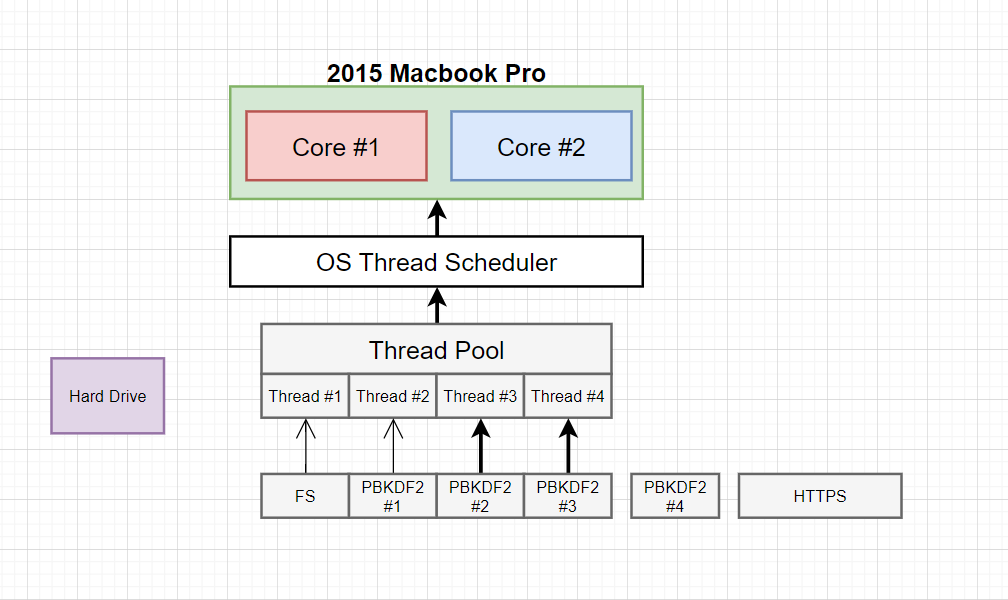 2015 Macbook Pro
Core #1
Core #2
OS Thread Scheduler
Thread Pool
Hard Drive
Thread #1
Thread #2
Thread #3
Thread #4
FS
PBKDF2
#1
PBKDF2
#2
PBKDF2
#3
PBKDF2
#4
HTTPS